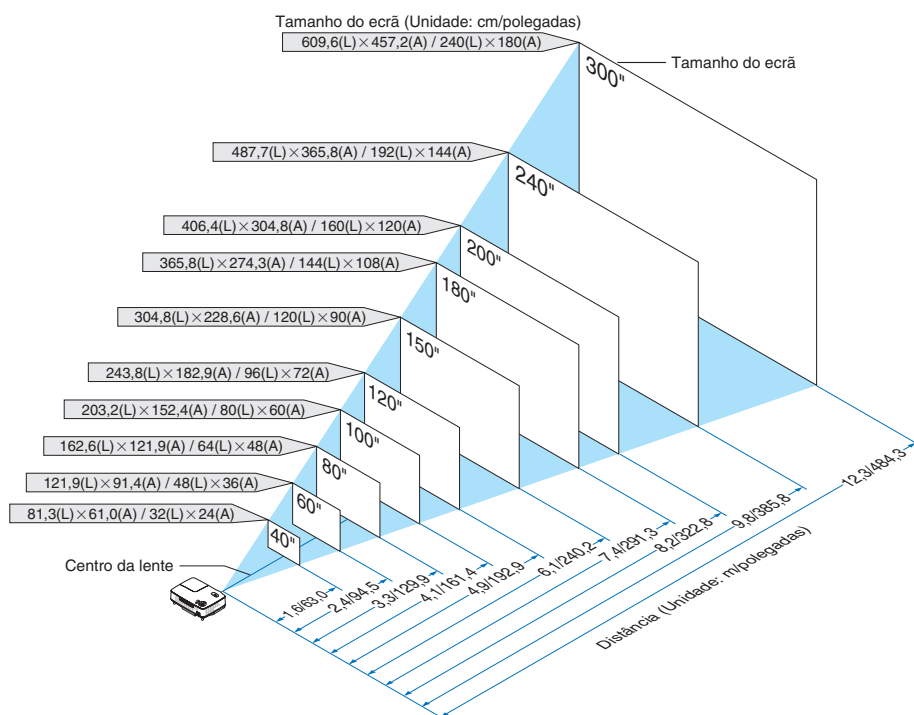 Tamanho do ecrã (Unidade: cm/polegadas)
609,6(L)×457,2(A) / 240(L)×180(A)
Tamanho do ecrã
300"
487,7(L)×365,8(A) / 192(L)×144(A)
240"
406,4(L)×304,8(A) / 160(L)×120(A)
200"
365,8(L)×274,3(A) / 144(L)×108(A)
180"
304,8(L)×228,6(A) / 120(L)×90(A)
150"
243,8(L)×182,9(A) / 96(L)×72(A)
120"
203,2(L)×152,4(A) / 80(L)×60(A)
100"
162,6(L)×121,9(A) / 64(L)×48(A)
80"
121,9(L)×91,4(A) / 48(L)×36(A)
60"
81,3(L)×61,0(A) / 32(L)×24(A)
40"
Centro da lente
1,6/63,0
2,4/94,5
3,3/129,9
4,1/161,4
4,9/192,9
6,1/240,2
7,4/291,3
8,2/322,8
9,8/385,8
12,3/484,3
Distância (Unidade: m/polegadas)